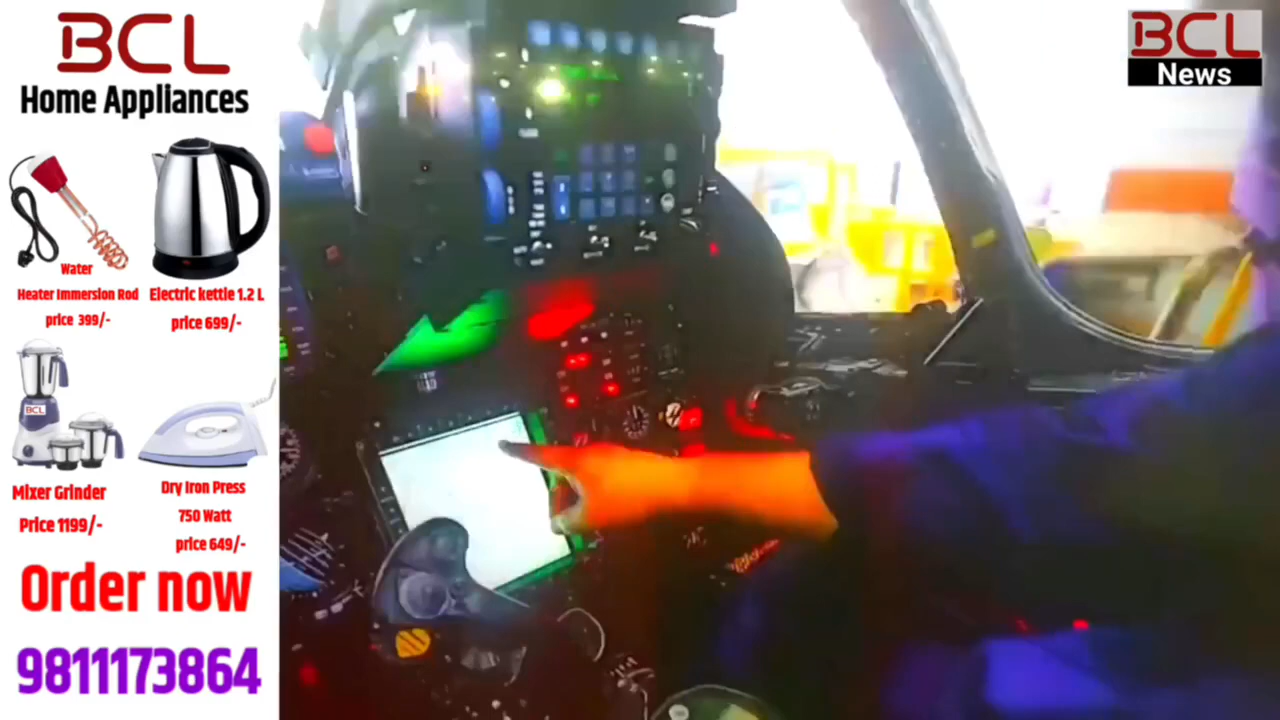 BCL
Home Appliances
Water
Heater Immersion Rod
price 399/-
Electric kettle 1.2 L
price 699/-
BCL
Mixer Grinder
Price 1199/-
Dry Iron Press
750 Watt
price 649/-
Order now
9811173864
BCL
News